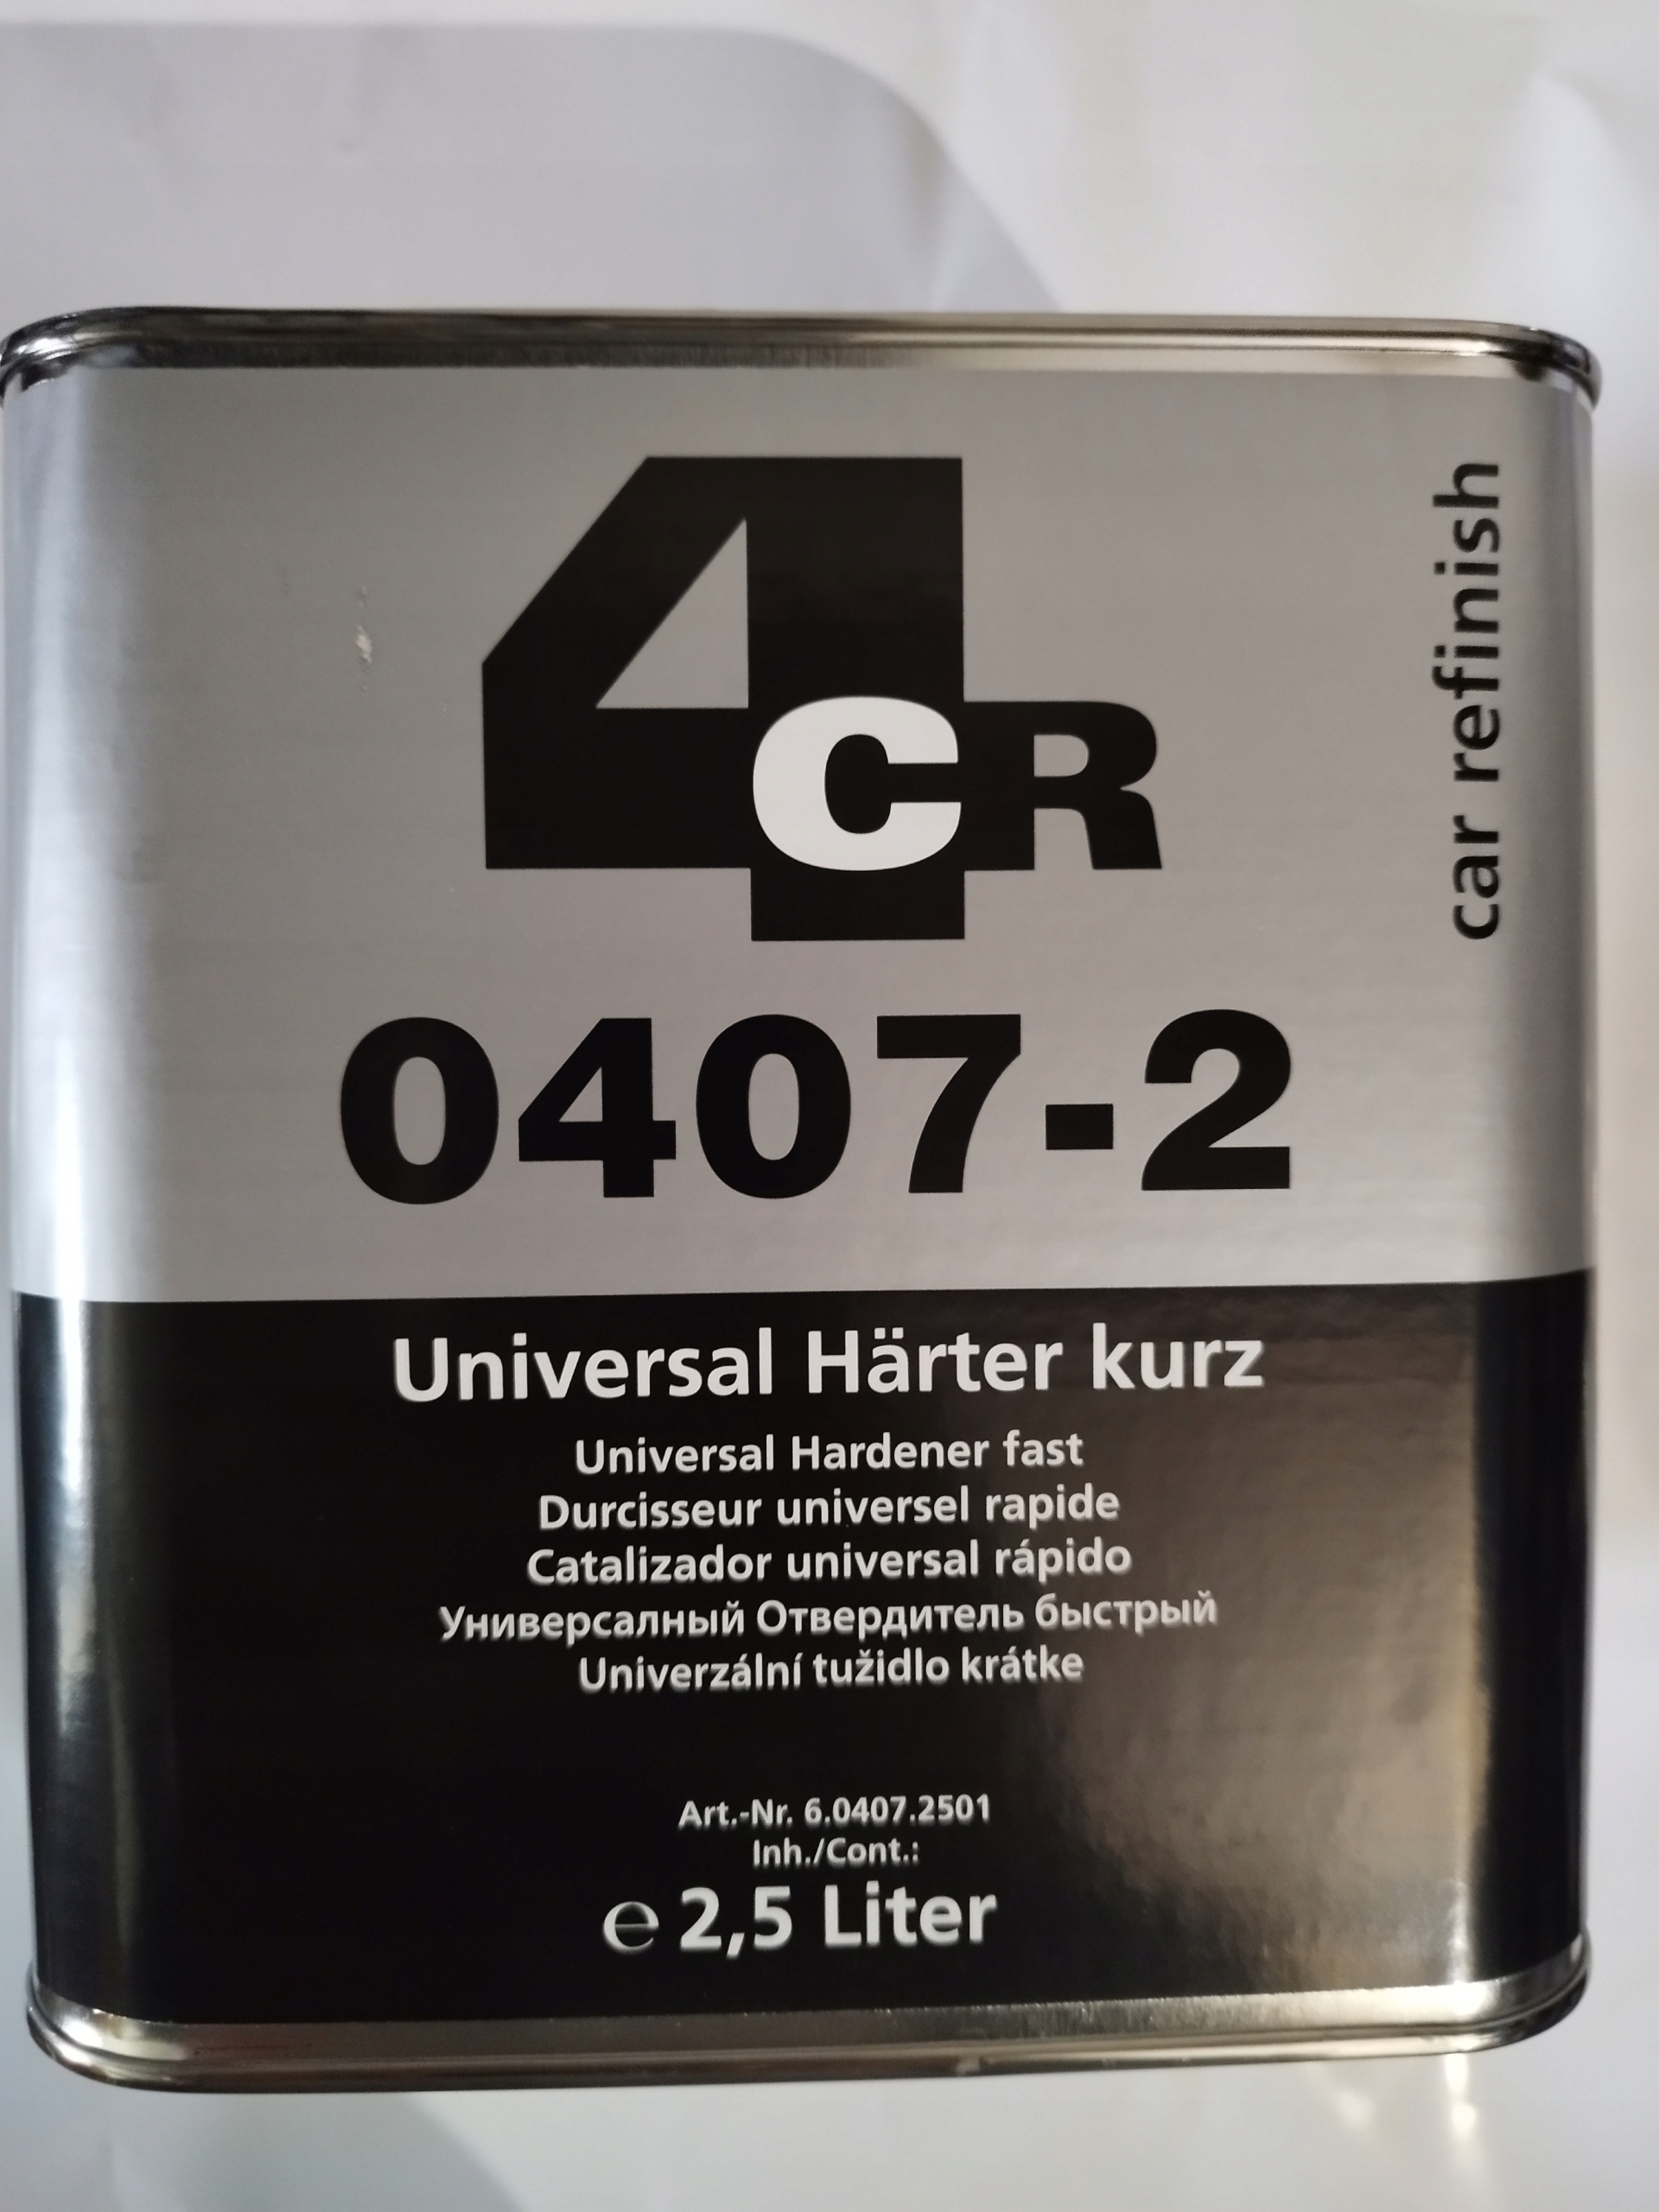 4CR
car refinish
0407-2
Universal Härter kurz
Universal Hardener fast
Durcisseur universel rapide
Catalizador universal rápido
Универсалный Отвердитель быстрый
Univerzální tužidlo krátke
Art.-Nr. 6.0407.2501
Inh./Cont.:
℮ 2,5 Liter